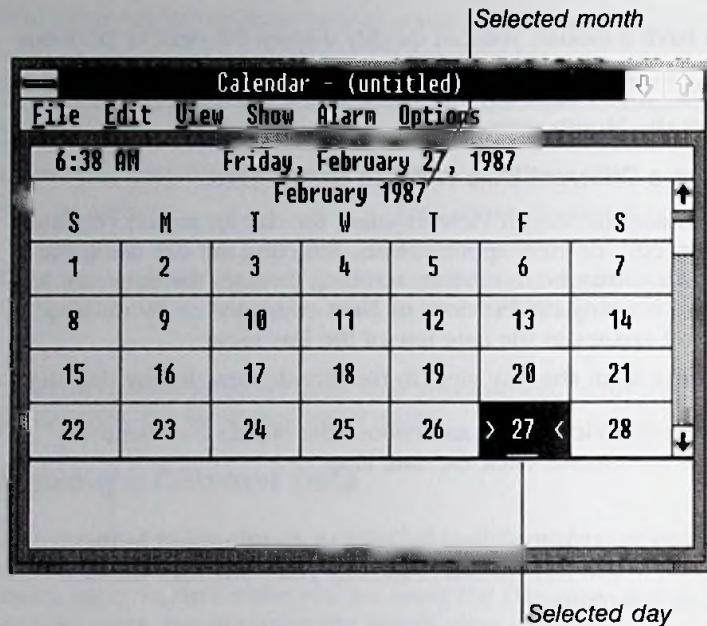 Selected month
Calendar - (untitled)
File Edit View Show Alarm Options
6:38 AM Friday, February 27, 1987
February 1987
S M T W T F S
1 2 3 4 5 6 7
8 9 10 11 12 13 14
15 16 17 18 19 20 21
22 23 24 25 26 > 27 < 28
Selected day